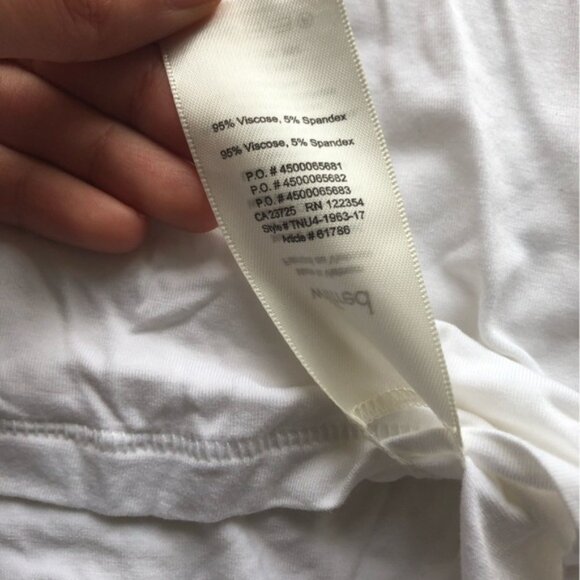 95% Viscose, 5% Spandex
95% Viscose, 5% Spandex
P.O. # 4500065681
P.O. # 4500065682
P.O. # 4500065683
CA 23725 RN 122354
Style# TNU4-1963-17
Article # 61786
wilfred